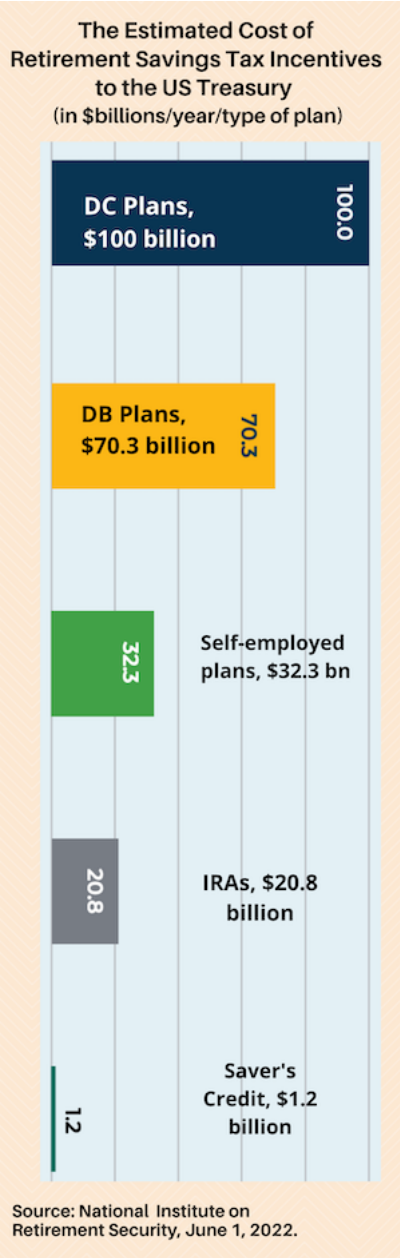 The Estimated Cost of
Retirement Savings Tax Incentives
to the US Treasury
(in $billions/year/type of plan)
DC Plans,
$100 billion
100.0
DB Plans,
$70.3 billion
70.3
32.3
Self-employed
plans, $32.3 bn
20.8
IRAs, $20.8
billion
1.2
Saver's
Credit, $1.2
billion
Source: National Institute on
Retirement Security, June 1, 2022.